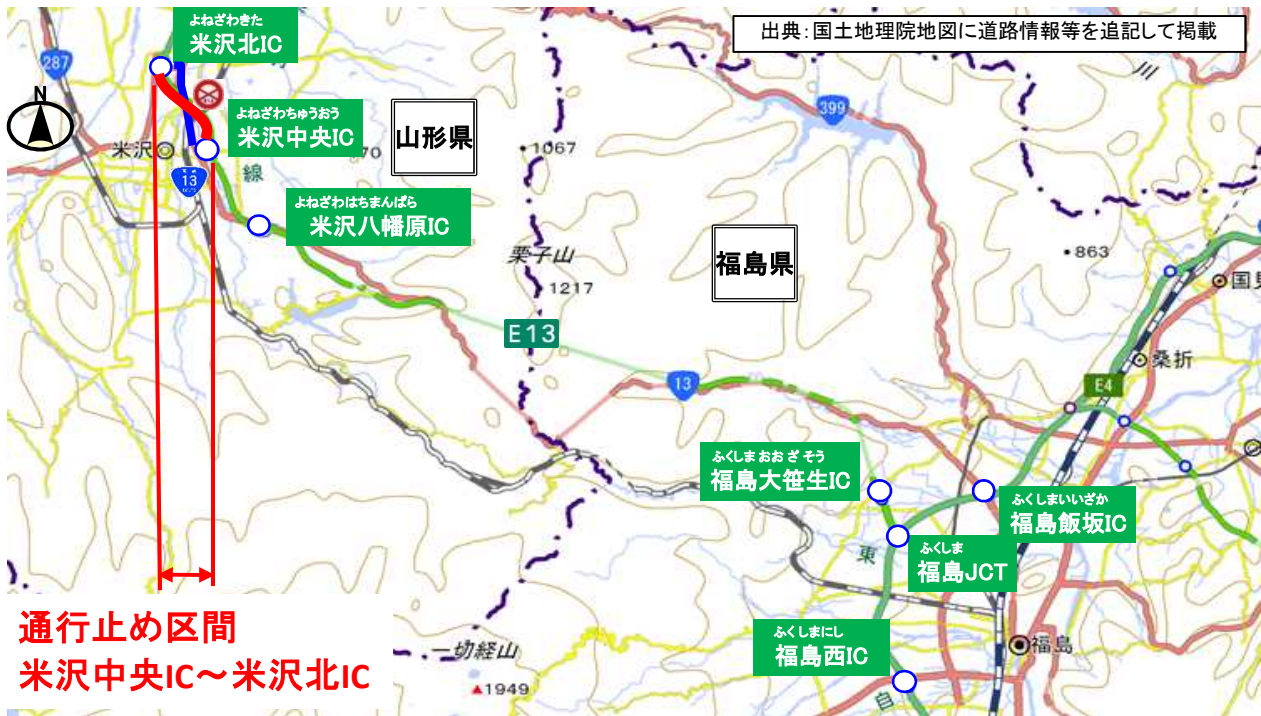 よねざわきた
米沢北IC
出典：国土地理院地図に道路情報等を追記して掲載
287
N
川
399
よねざわちゅうおう
米沢中央IC
山形県
米沢
1067
13
線
よねざわはちまんぱら
米沢八幡原IC
栗子山
1217
福島県
863
国見
E13
13
桑折
E4
ふくしまおおざそう
福島大笹生IC
ふくしまいいざか
福島飯坂IC
東
ふくしま
福島JCT
通行止め区間
米沢中央IC～米沢北IC
一切経山
1949
ふくしまにし
福島西IC
福島
自